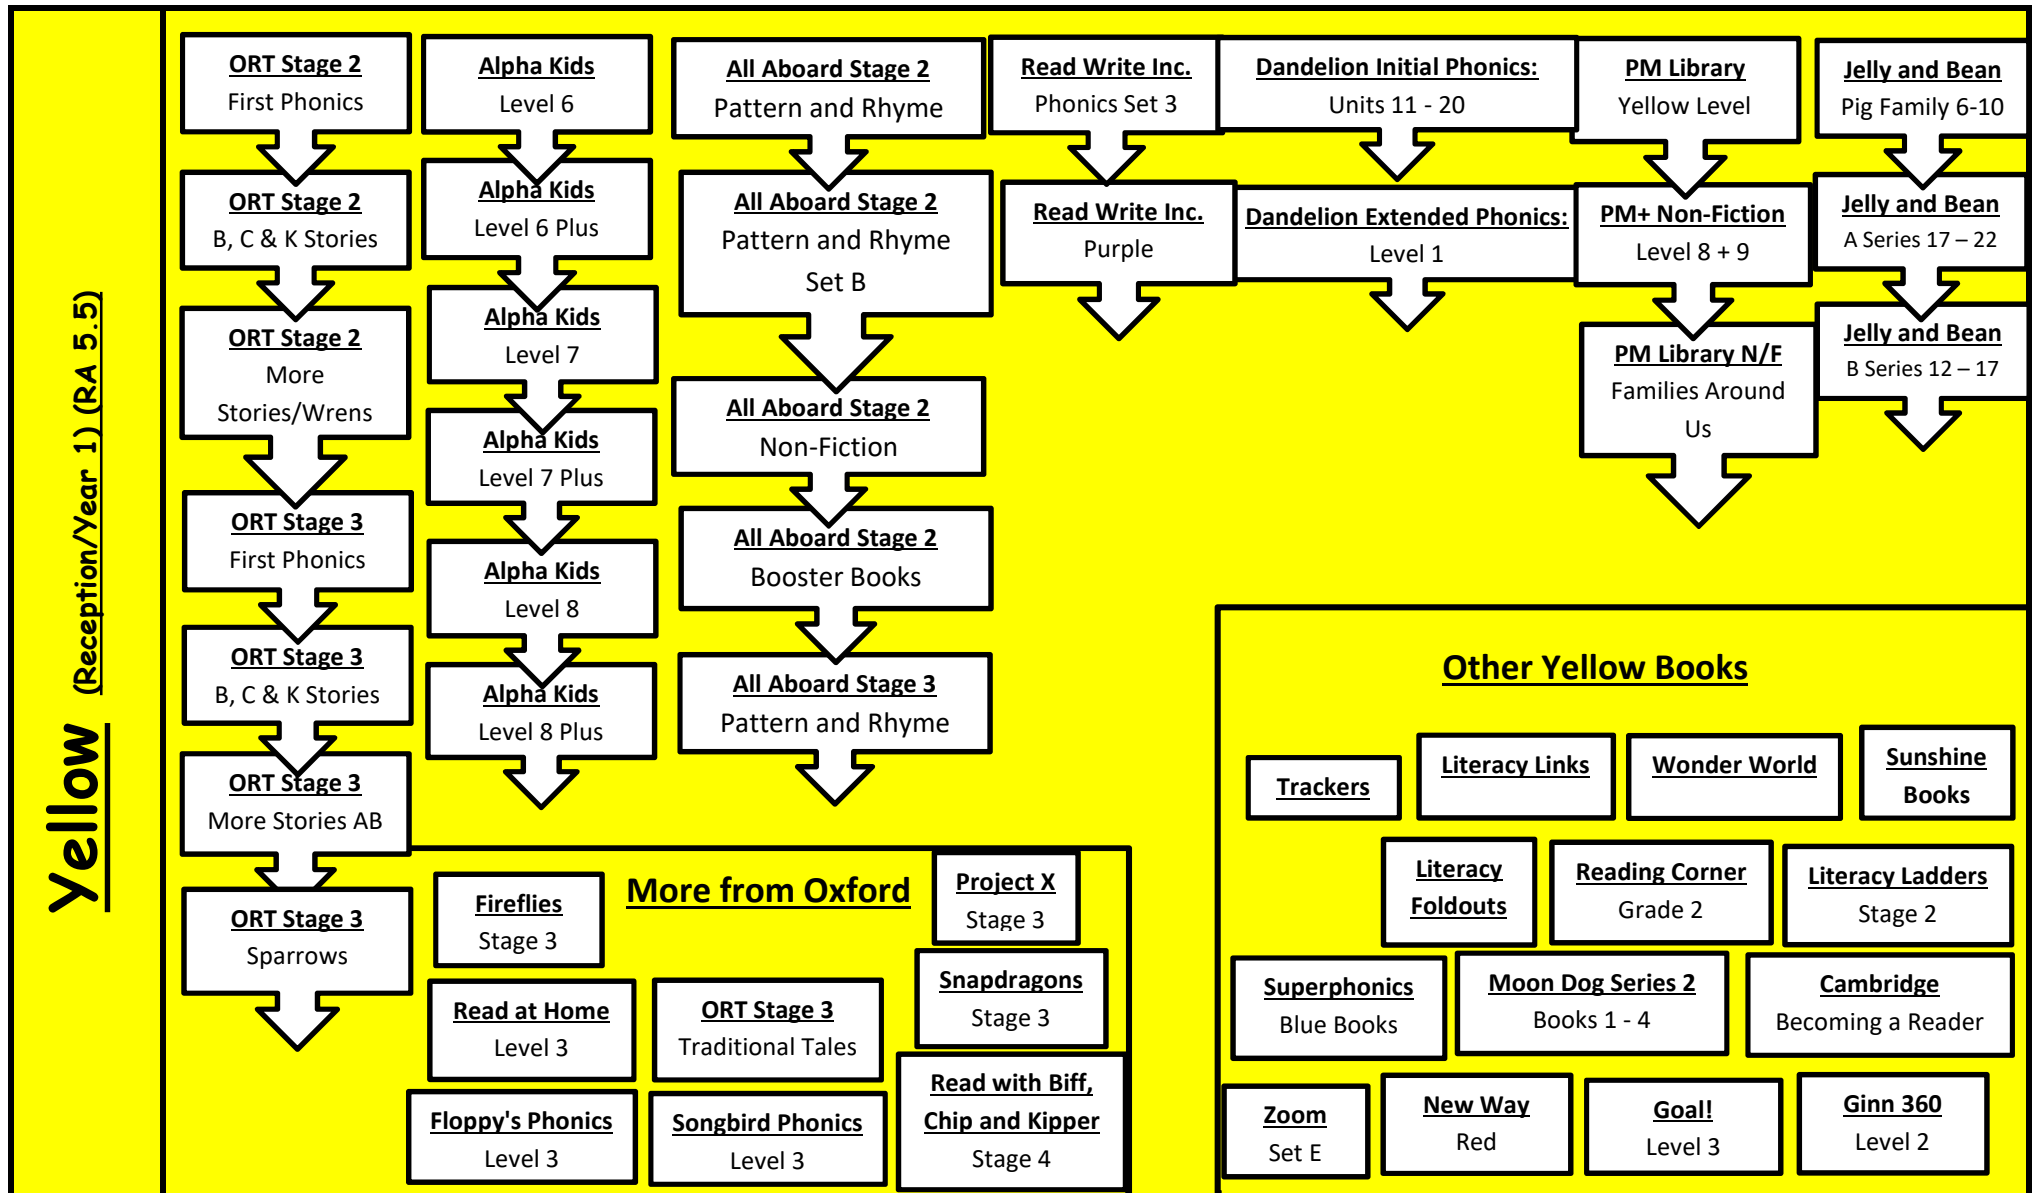 Yellow (Reception/Year 1) (RA 5.5)
ORT Stage 2
First Phonics
ORT Stage 2
B, C & K Stories
ORT Stage 2
More
Stories/Wrens
ORT Stage 3
First Phonics
ORT Stage 3
B, C & K Stories
ORT Stage 3
More Stories AB
ORT Stage 3
Sparrows
Alpha Kids
Level 6
Alpha Kids
Level 6 Plus
Alpha Kids
Level 7
Alpha Kids
Level 7 Plus
Alpha Kids
Level 8
Alpha Kids
Level 8 Plus
All Aboard Stage 2
Pattern and Rhyme
All Aboard Stage 2
Pattern and Rhyme
Set B
All Aboard Stage 2
Non-Fiction
All Aboard Stage 2
Booster Books
All Aboard Stage 3
Pattern and Rhyme
Read Write Inc.
Phonics Set 3
Read Write Inc.
Purple
Dandelion Initial Phonics:
Units 11 - 20
Dandelion Extended Phonics:
Level 1
PM Library
Yellow Level
PM+ Non-Fiction
Level 8 + 9
PM Library N/F
Families Around
Us
Jelly and Bean
Pig Family 6-10
Jelly and Bean
A Series 17 – 22
Jelly and Bean
B Series 12 – 17
More from Oxford
Fireflies
Stage 3
Project X
Stage 3
Snapdragons
Stage 3
Read at Home
Level 3
ORT Stage 3
Traditional Tales
Read with Biff,
Chip and Kipper
Stage 4
Floppy's Phonics
Level 3
Songbird Phonics
Level 3
Other Yellow Books
Trackers
Literacy Links
Wonder World
Sunshine
Books
Literacy
Foldouts
Reading Corner
Grade 2
Literacy Ladders
Stage 2
Superphonics
Blue Books
Moon Dog Series 2
Books 1 - 4
Cambridge
Becoming a Reader
Zoom
Set E
New Way
Red
Goal!
Level 3
Ginn 360
Level 2